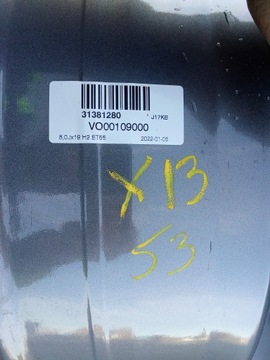 31381280 * J17KB
VO00109000
8,0Jx19 H2 ET55 2022-01-05
X13
53